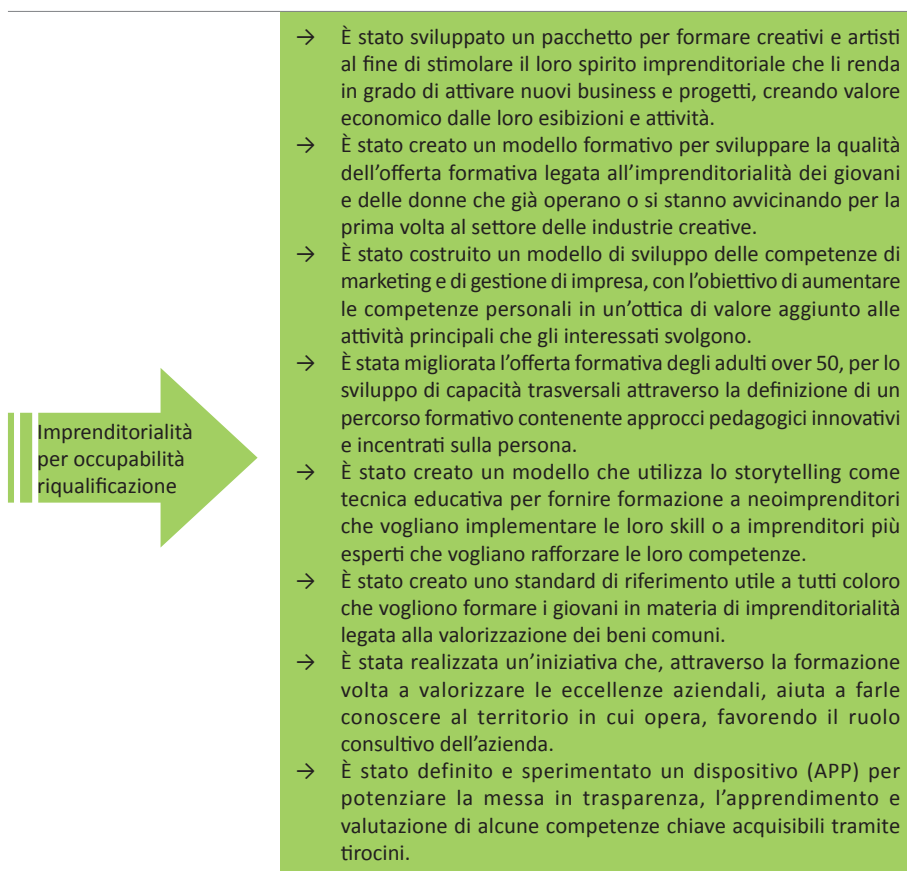 Imprenditorialità
per occupabilità
riqualificazione
→ È stato sviluppato un pacchetto per formare creativi e artisti
al fine di stimolare il loro spirito imprenditoriale che li renda
in grado di attivare nuovi business e progetti, creando valore
economico dalle loro esibizioni e attività.
→ È stato creato un modello formativo per sviluppare la qualità
dell’offerta formativa legata all’imprenditorialità dei giovani
e delle donne che già operano o si stanno avvicinando per la
prima volta al settore delle industrie creative.
→ È stato costruito un modello di sviluppo delle competenze di
marketing e di gestione di impresa, con l’obiettivo di aumentare
le competenze personali in un’ottica di valore aggiunto alle
attività principali che gli interessati svolgono.
→ È stata migliorata l’offerta formativa degli adulti over 50, per lo
sviluppo di capacità trasversali attraverso la definizione di un
percorso formativo contenente approcci pedagogici innovativi
e incentrati sulla persona.
→ È stato creato un modello che utilizza lo storytelling come
tecnica educativa per fornire formazione a neoimprenditori
che vogliano implementare le loro skill o a imprenditori più
esperti che vogliano rafforzare le loro competenze.
→ È stato creato uno standard di riferimento utile a tutti coloro
che vogliono formare i giovani in materia di imprenditorialità
legata alla valorizzazione dei beni comuni.
→ È stata realizzata un’iniziativa che, attraverso la formazione
volta a valorizzare le eccellenze aziendali, aiuta a farle
conoscere al territorio in cui opera, favorendo il ruolo
consultivo dell’azienda.
→ È stato definito e sperimentato un dispositivo (APP) per
potenziare la messa in trasparenza, l’apprendimento e
valutazione di alcune competenze chiave acquisibili tramite
tirocini.